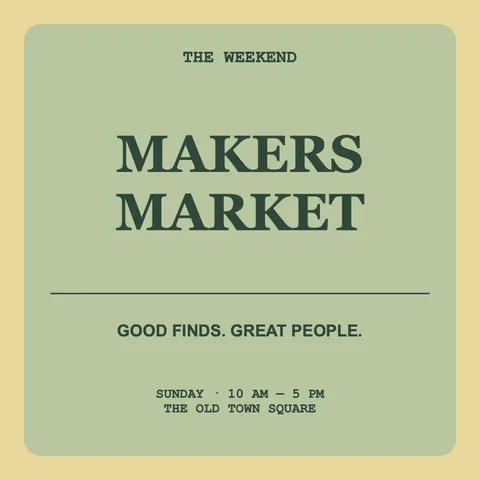 THE WEEKEND
MAKERS
MARKET
GOOD FINDS. GREAT PEOPLE.
SUNDAY · 10 AM — 5 PM
THE OLD TOWN SQUARE